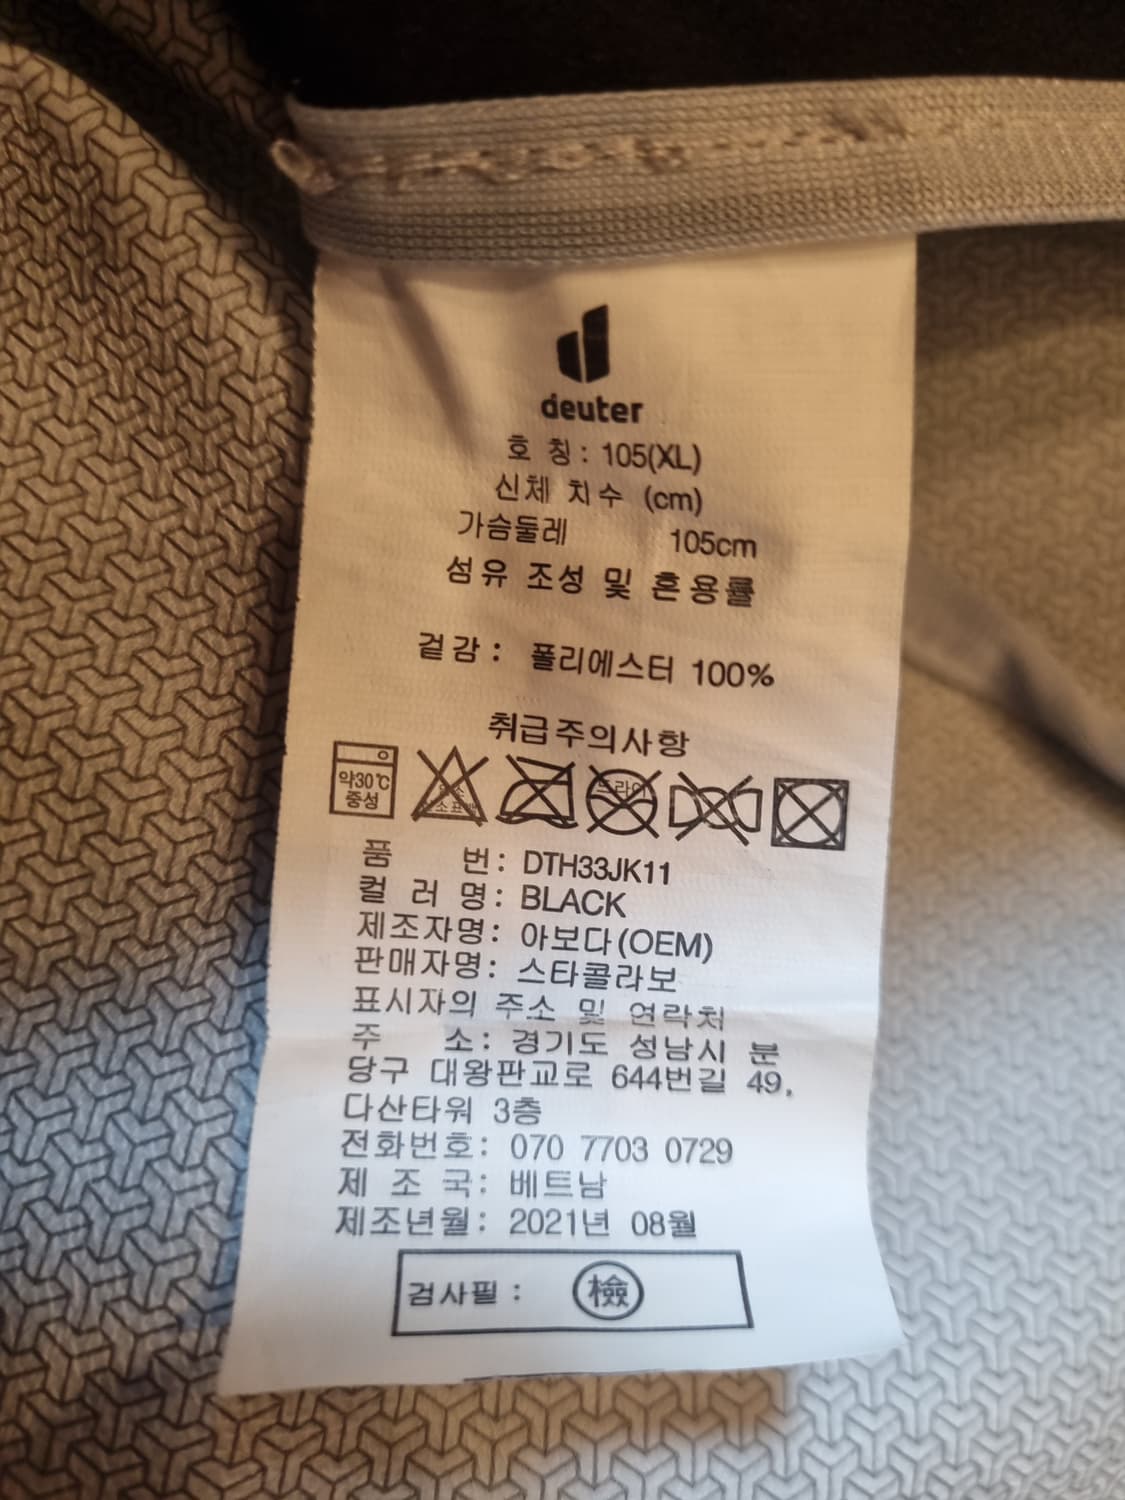 deuter
호 칭 : 105(XL)
신체 치수 (cm)
가슴둘레 105cm
섬유 조성 및 혼용률
겉감 : 폴리에스터 100%
취급주의사항
약30℃
중성
드라이
품 번 : DTH33JK11
컬 러 명 : BLACK
제조자명 : 아보다(OEM)
판매자명 : 스타콜라보
표시자의 주소 및 연락처
주 소 : 경기도 성남시 분
당구 대왕판교로 644번길 49,
다산타워 3층
전화번호 : 070 7703 0729
제 조 국 : 베트남
제조년월 : 2021년 08월
검사필 : 檢